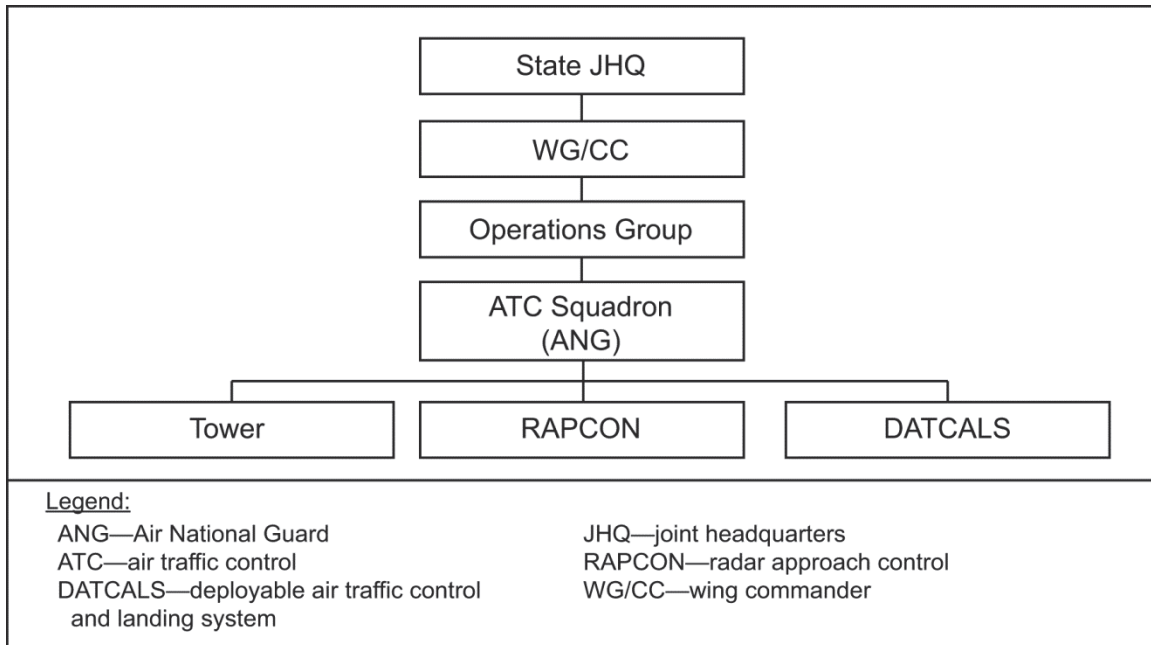 State JHQ
WG/CC
Operations Group
ATC Squadron
(ANG)
Tower
RAPCON
DATCALS
Legend:
ANG—Air National Guard
ATC—air traffic control
DATCALS—deployable air traffic control
and landing system
JHQ—joint headquarters
RAPCON—radar approach control
WG/CC—wing commander